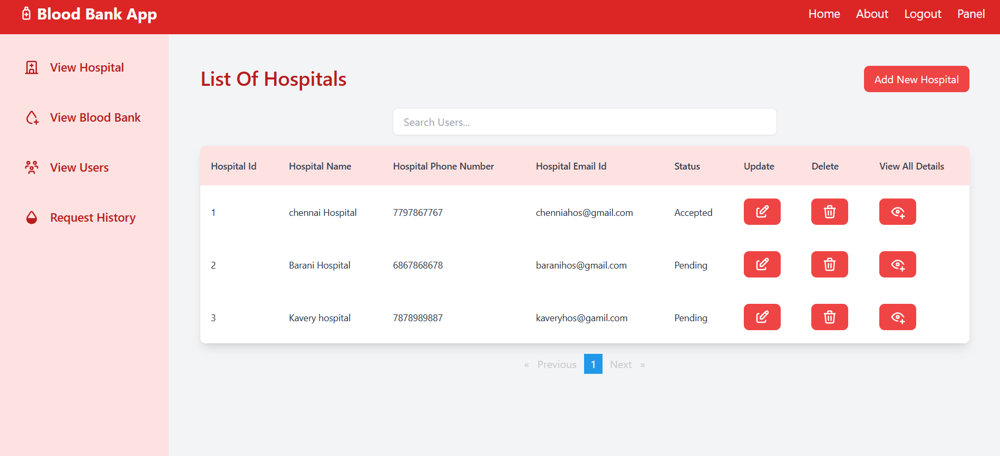 Blood Bank App
Home About Logout Panel
View Hospital
View Blood Bank
View Users
Request History
List Of Hospitals
Add New Hospital
Search Users...
Hospital Id Hospital Name Hospital Phone Number Hospital Email Id Status Update Delete View All Details
1 chennai Hospital 7797867767 chenniahos@gmail.com Accepted
2 Barani Hospital 6867868678 baranihos@gmail.com Pending
3 Kavery hospital 7878989887 kaveryhos@gamil.com Pending
« Previous 1 Next »